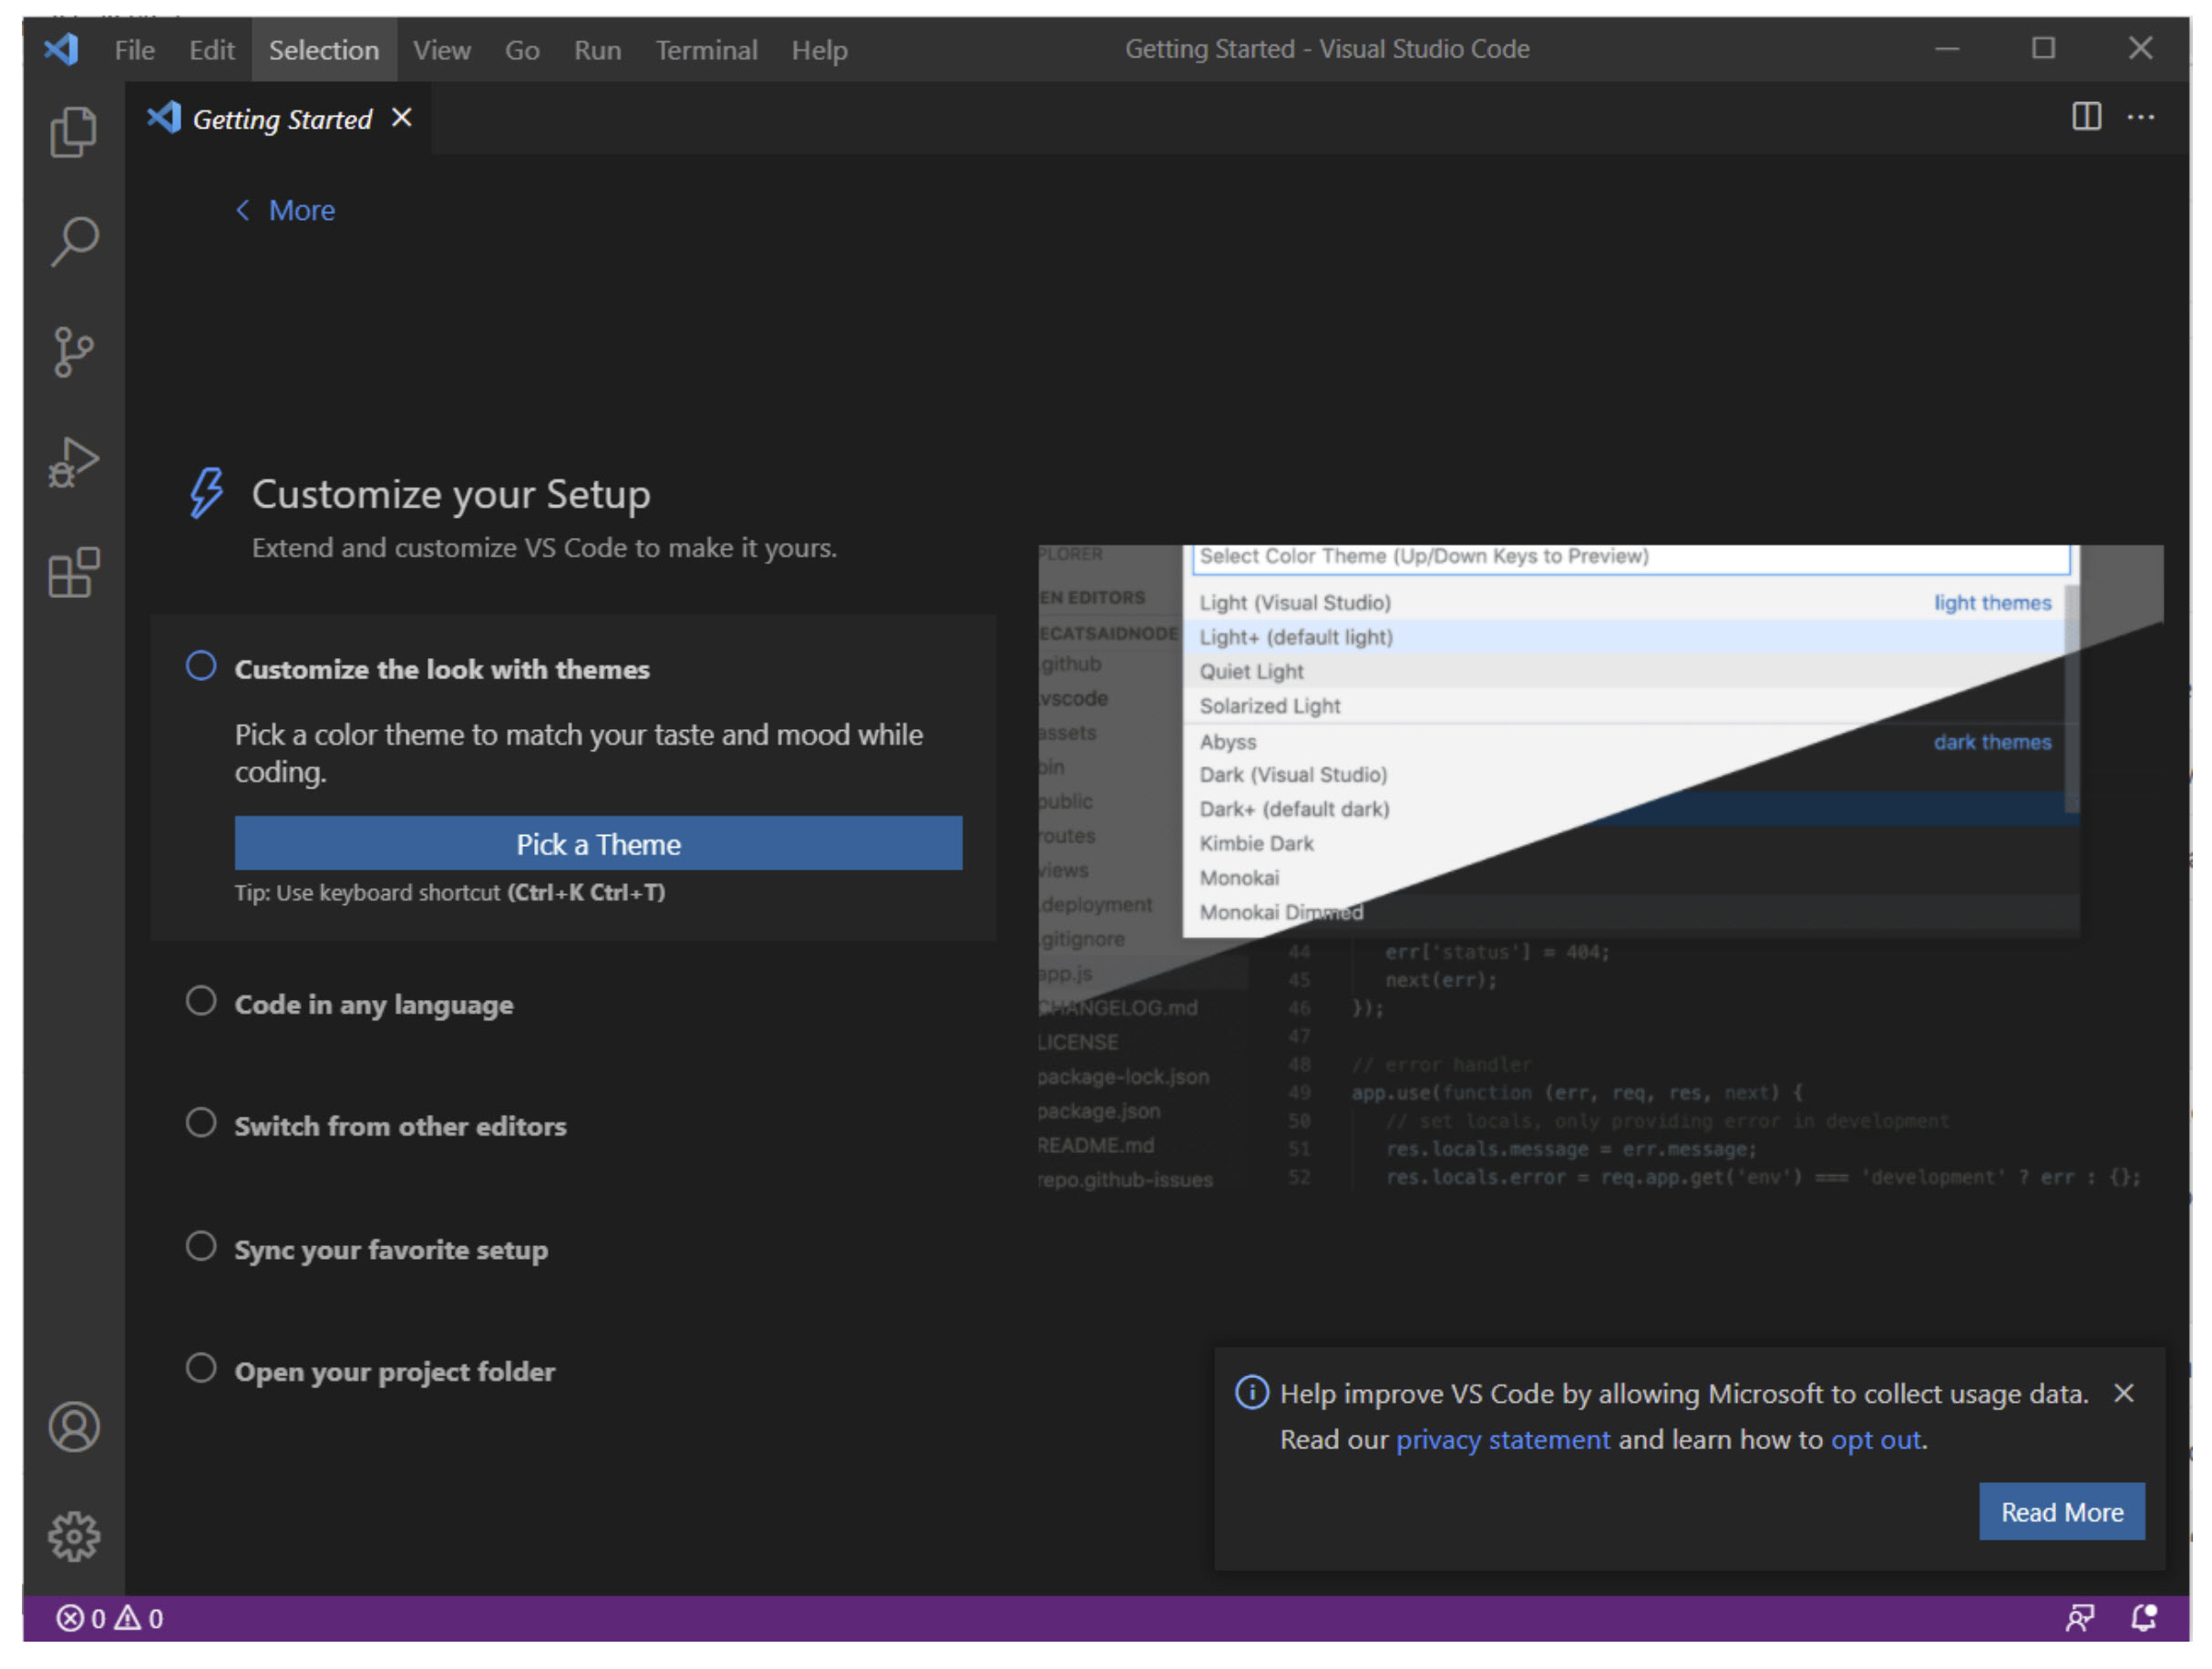 File Edit Selection View Go Run Terminal Help
Getting Started - Visual Studio Code
Getting Started
More
Customize your Setup
Extend and customize VS Code to make it yours.
Customize the look with themes
Pick a color theme to match your taste and mood while
coding.
Pick a Theme
Tip: Use keyboard shortcut (Ctrl+K Ctrl+T)
Code in any language
Switch from other editors
Sync your favorite setup
Open your project folder
PLORER
EN EDITORS
ECATSAIDNODE
.github
.vscode
assets
bin
public
routes
views
.deployment
.gitignore
app.js
CHANGELOG.md
LICENSE
package-lock.json
package.json
README.md
repo.github-issues
Select Color Theme (Up/Down Keys to Preview)
Light (Visual Studio) light themes
Light+ (default light)
Quiet Light
Solarized Light
Abyss dark themes
Dark (Visual Studio)
Dark+ (default dark)
Kimbie Dark
Monokai
Monokai Dimmed
44 err['status'] = 404;
45 next(err);
46 });
47
48 // error handler
49 app.use(function (err, req, res, next) {
50 // set locals, only providing error in development
51 res.locals.message = err.message;
52 res.locals.error = req.app.get('env') === 'development' ? err : {};
Help improve VS Code by allowing Microsoft to collect usage data.
Read our privacy statement and learn how to opt out.
Read More
0 0